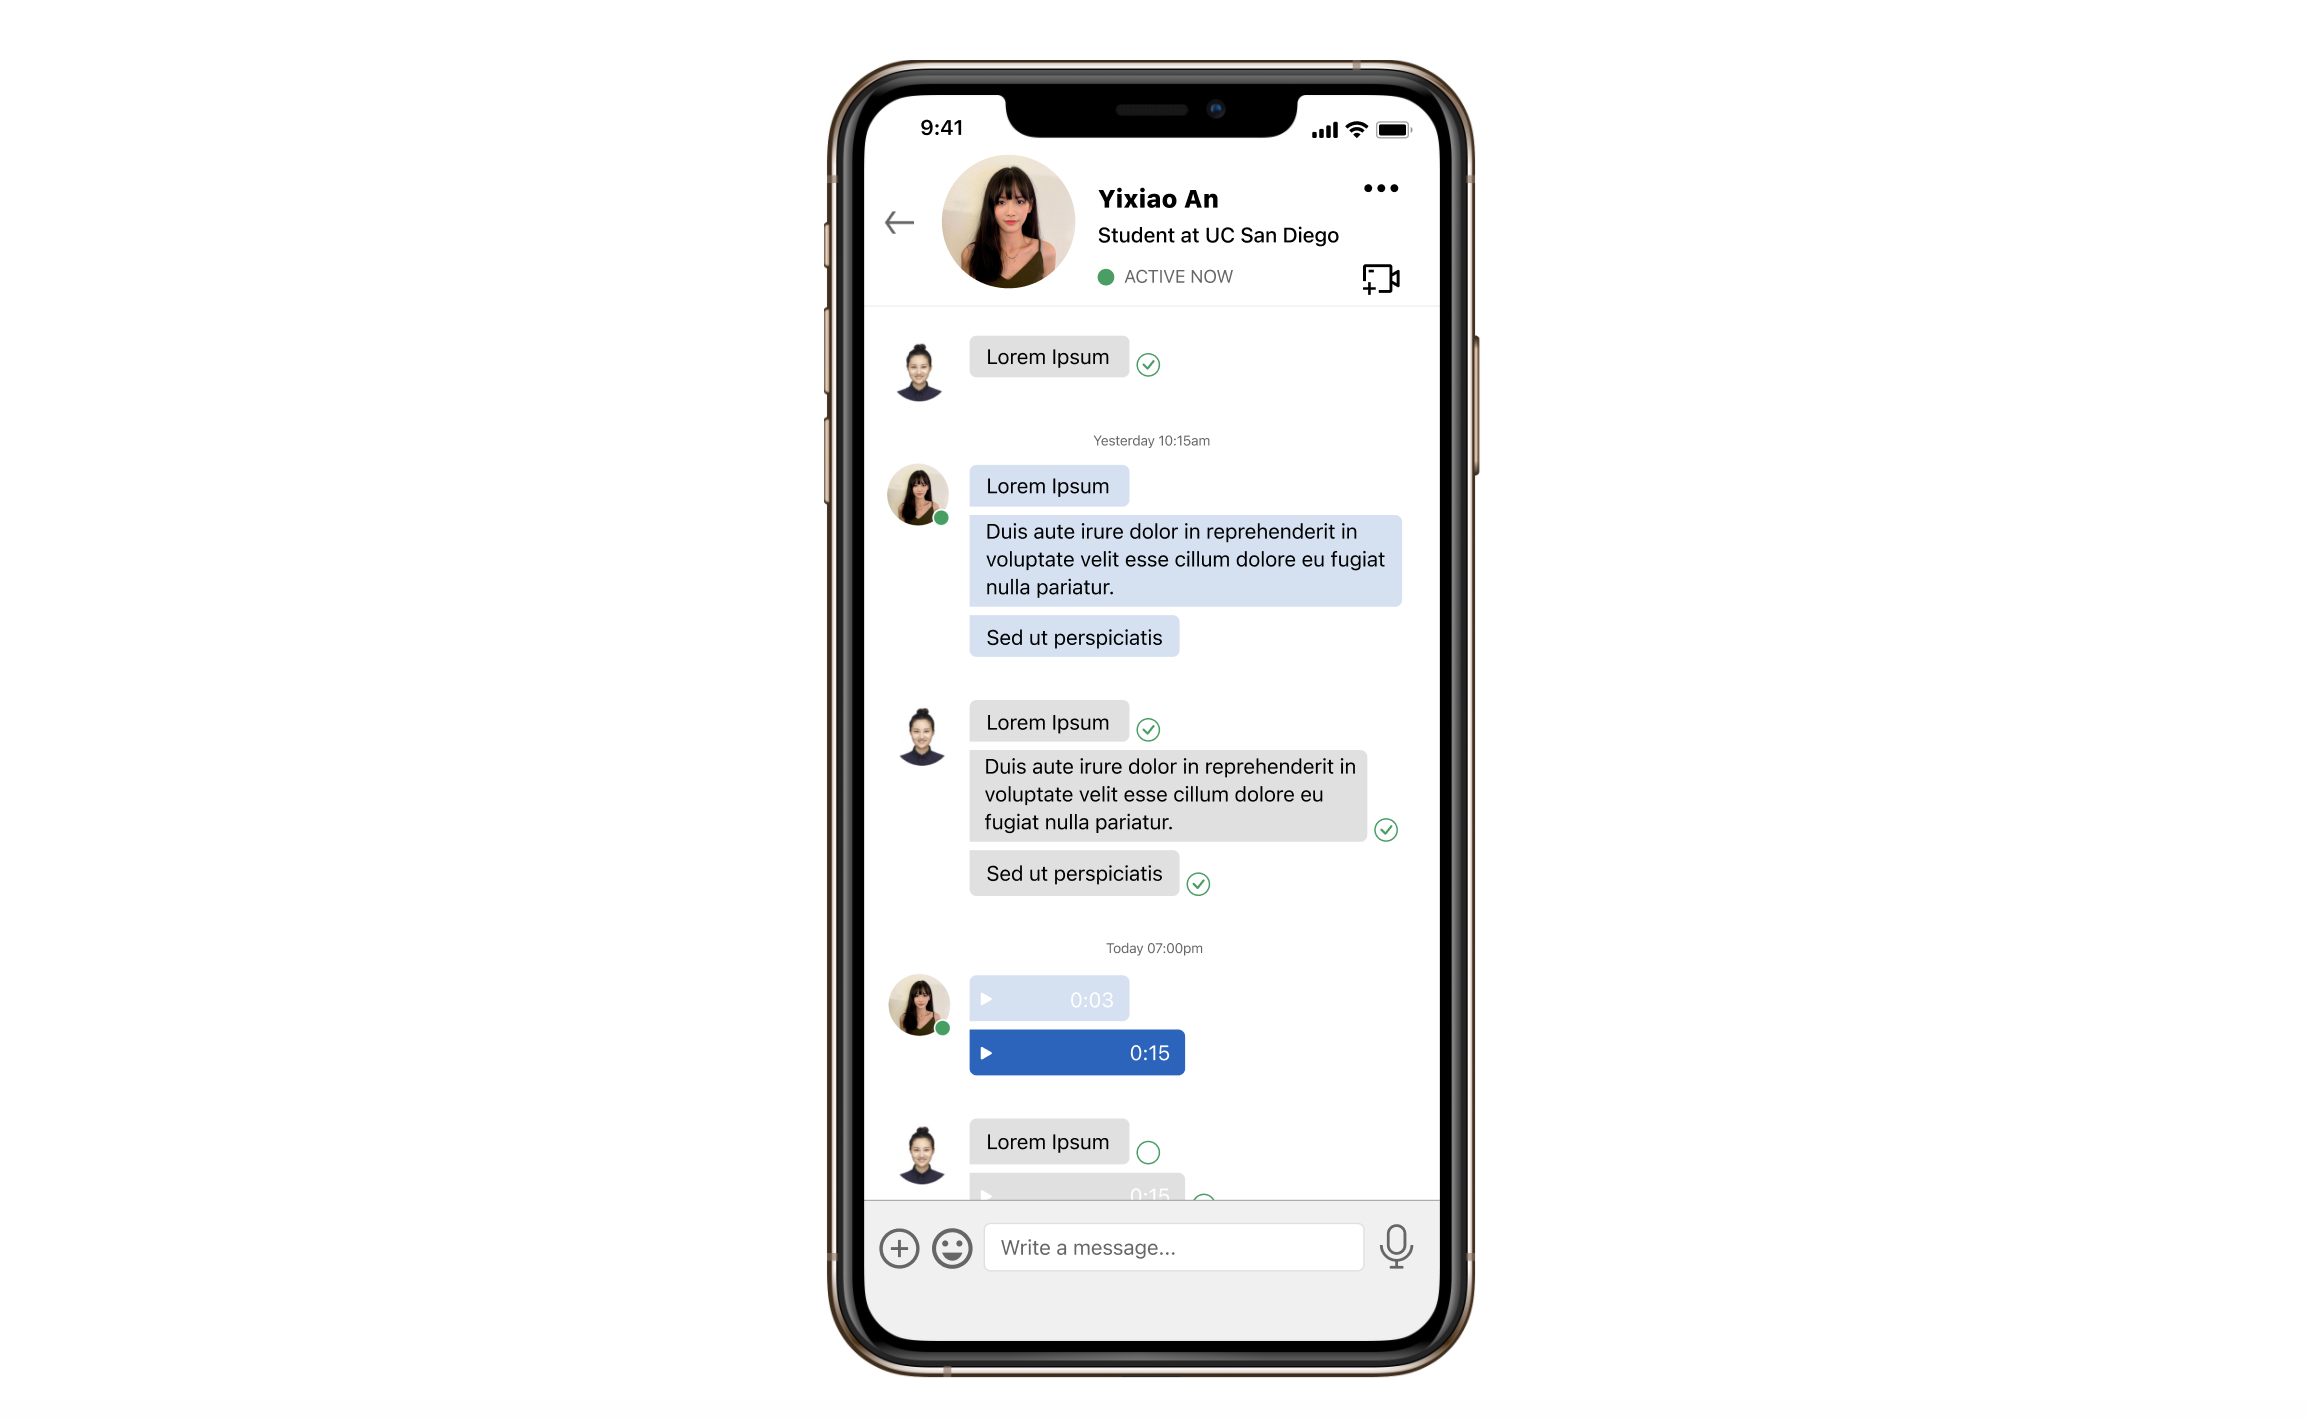 9:41
Yixiao An
Student at UC San Diego
ACTIVE NOW
Lorem Ipsum
Yesterday 10:15am
Lorem Ipsum
Duis aute irure dolor in reprehenderit in
voluptate velit esse cillum dolore eu fugiat
nulla pariatur.
Sed ut perspiciatis
Lorem Ipsum
Duis aute irure dolor in reprehenderit in
voluptate velit esse cillum dolore eu
fugiat nulla pariatur.
Sed ut perspiciatis
Today 07:00pm
0:03
0:15
Lorem Ipsum
0:15
Write a message...